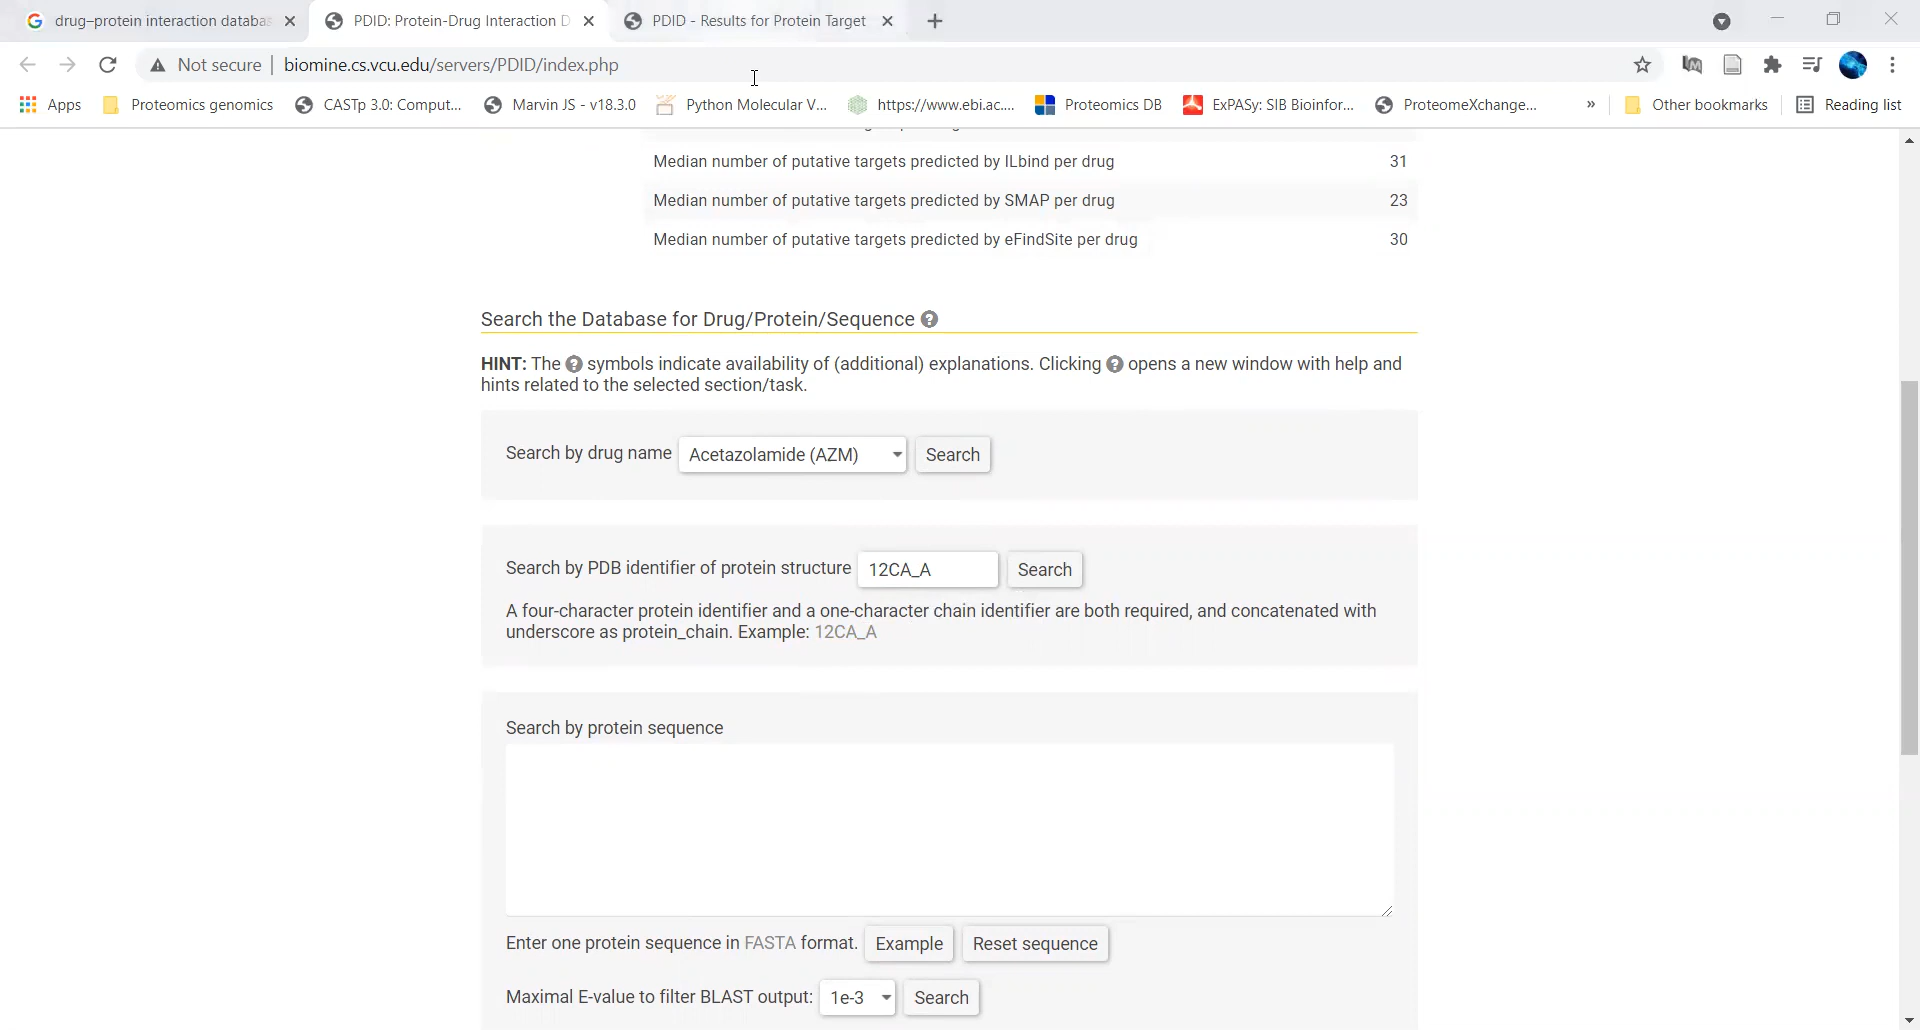 drug–protein interaction databa
PDID: Protein-Drug Interaction D
PDID - Results for Protein Target
Not secure
biomine.cs.vcu.edu/servers/PDID/index.php
Apps
Proteomics genomics
CASTp 3.0: Comput...
Marvin JS - v18.3.0
Python Molecular V...
https://www.ebi.ac....
Proteomics DB
ExPASy: SIB Bioinfor...
ProteomeXchange...
»
Other bookmarks
Reading list
Median number of putative targets predicted by ILbind per drug 31
Median number of putative targets predicted by SMAP per drug 23
Median number of putative targets predicted by eFindSite per drug 30
Search the Database for Drug/Protein/Sequence ?
HINT: The ? symbols indicate availability of (additional) explanations. Clicking ? opens a new window with help and
hints related to the selected section/task.
Search by drug name Acetazolamide (AZM) Search
Search by PDB identifier of protein structure 12CA_A Search
A four-character protein identifier and a one-character chain identifier are both required, and concatenated with
underscore as protein_chain. Example: 12CA_A
Search by protein sequence
Enter one protein sequence in FASTA format. Example Reset sequence
Maximal E-value to filter BLAST output: 1e-3 Search